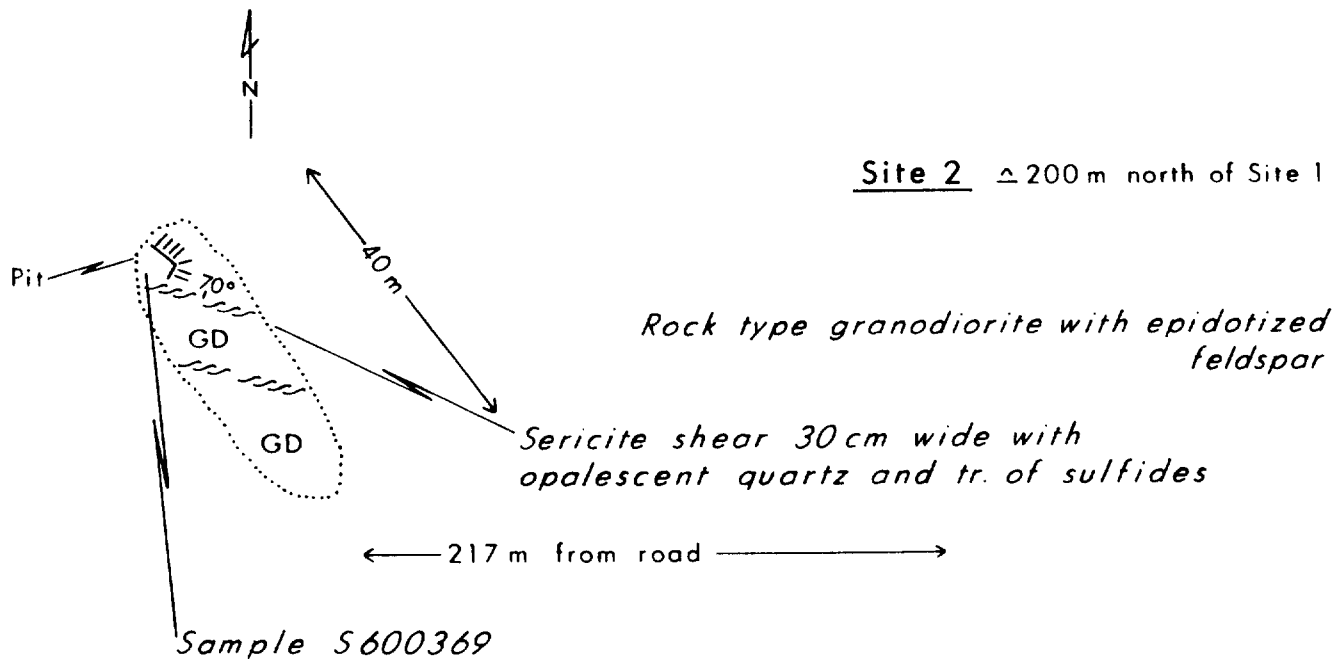 N
Site 2 ≏ 200 m north of Site 1
40 m
Pit
70°
GD
Rock type granodiorite with epidotized
feldspar
GD
Sericite shear 30 cm wide with
opalescent quartz and tr. of sulfides
217 m from road
Sample S600369